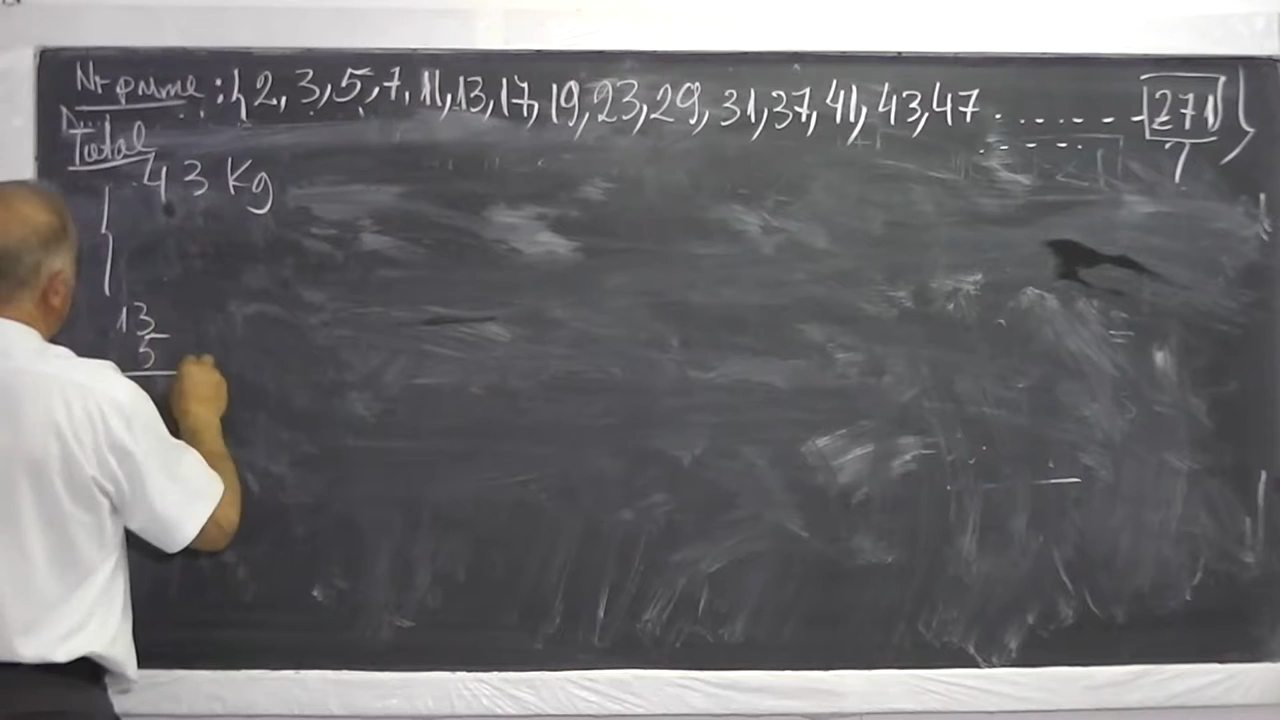 Nr prime : { 2, 3, 5, 7, 11, 13, 17, 19, 23, 29, 31, 37, 41, 43, 47 ........ 271 }
?
Total
43 Kg
13
5